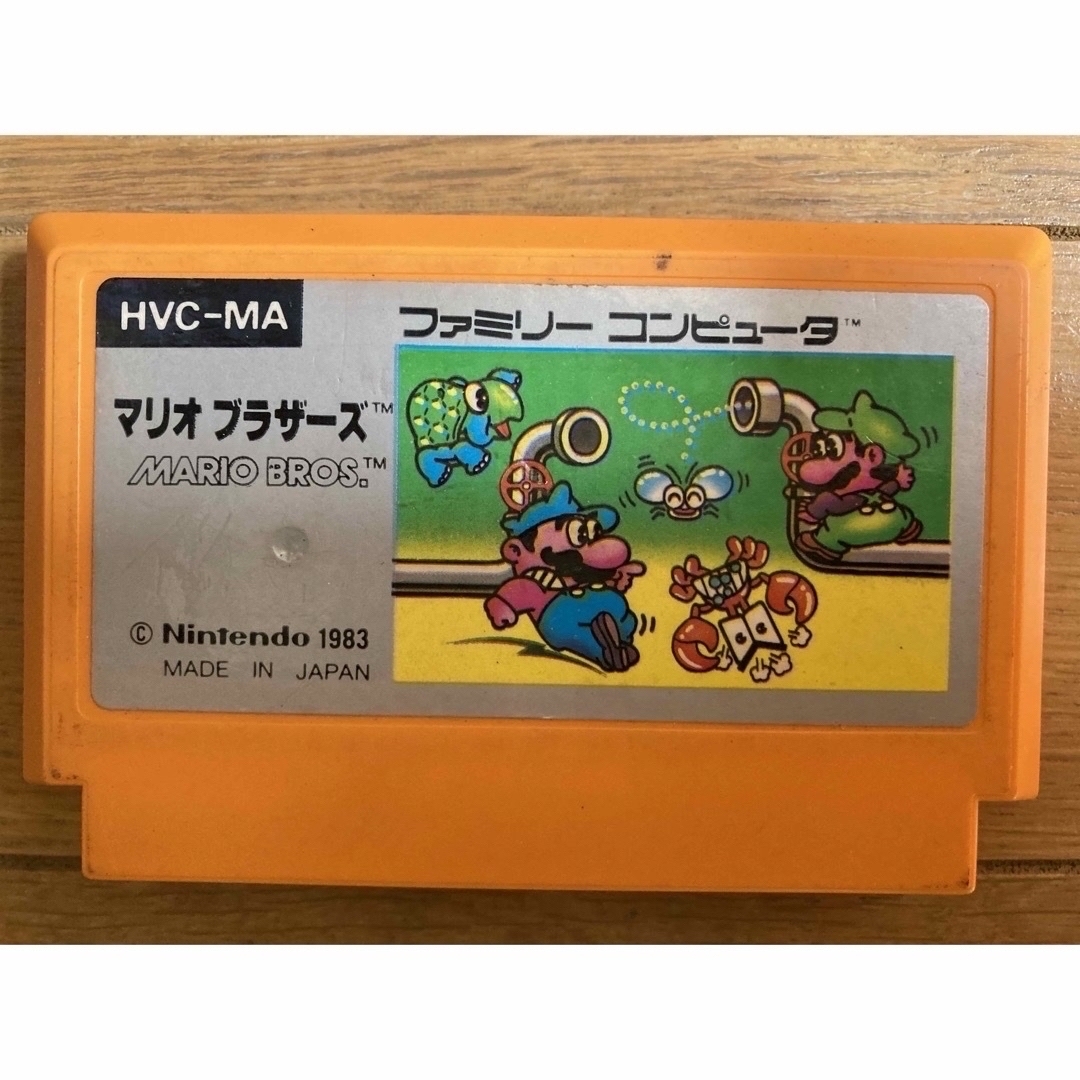 HVC-MA
ファミリー コンピュータ™
マリオ ブラザーズ™
MARIO BROS.™
© Nintendo 1983
MADE IN JAPAN